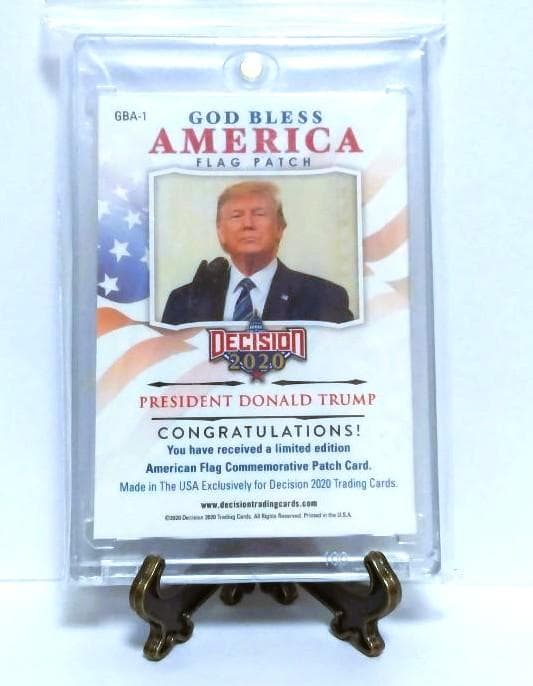 GBA-1
GOD BLESS
AMERICA
FLAG PATCH
DECISION
2020
PRESIDENT DONALD TRUMP
CONGRATULATIONS!
You have received a limited edition
American Flag Commemorative Patch Card.
Made in The USA Exclusively for Decision 2020 Trading Cards.
www.decisiontradingcards.com
©2020 Decision 2020 Trading Cards. All Rights Reserved. Printed in the U.S.A.